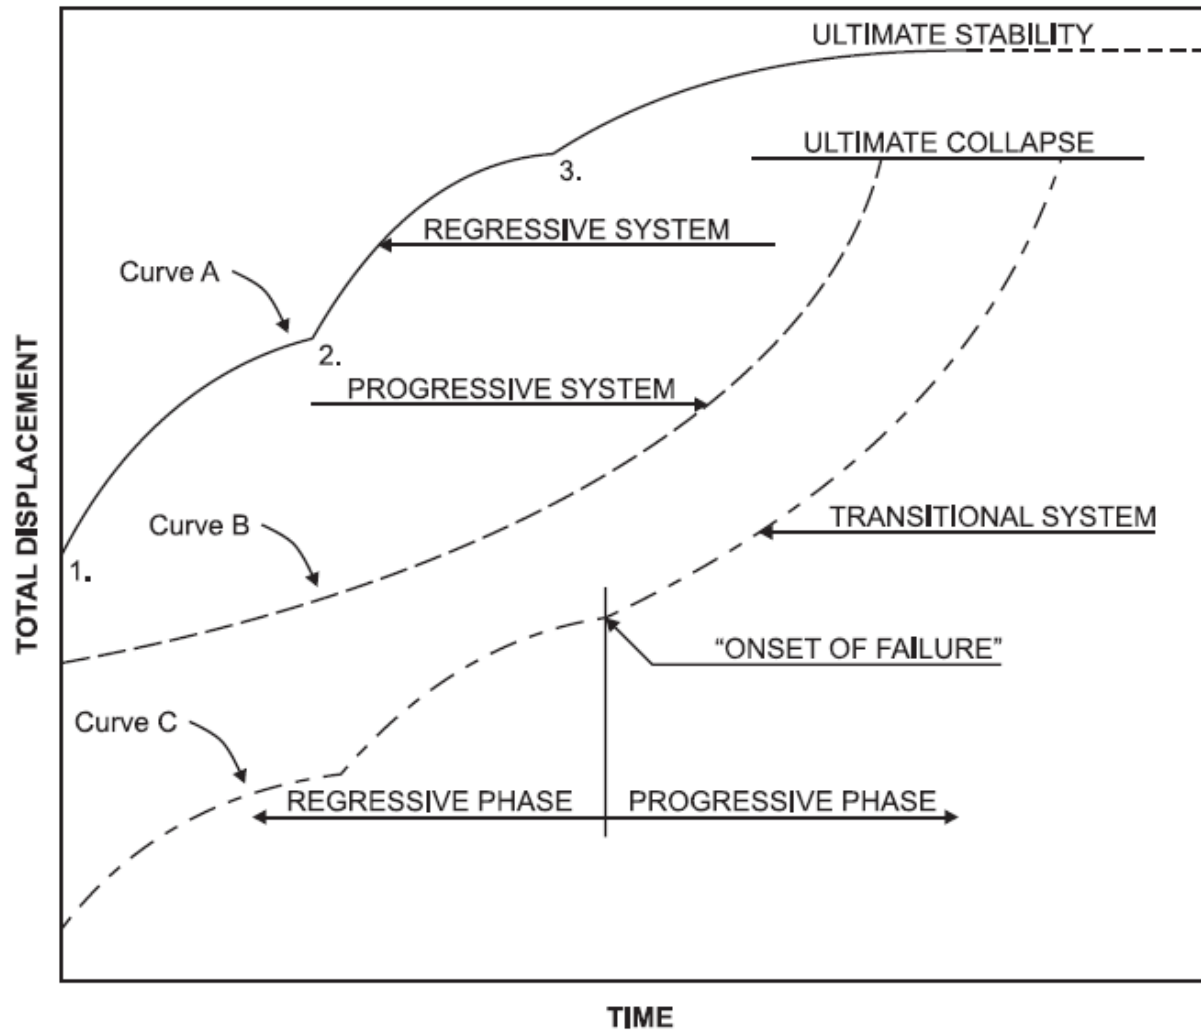 ULTIMATE STABILITY
ULTIMATE COLLAPSE
3.
REGRESSIVE SYSTEM
Curve A
2.
PROGRESSIVE SYSTEM
Curve B
TRANSITIONAL SYSTEM
1.
"ONSET OF FAILURE"
Curve C
REGRESSIVE PHASE
PROGRESSIVE PHASE
TOTAL DISPLACEMENT
TIME